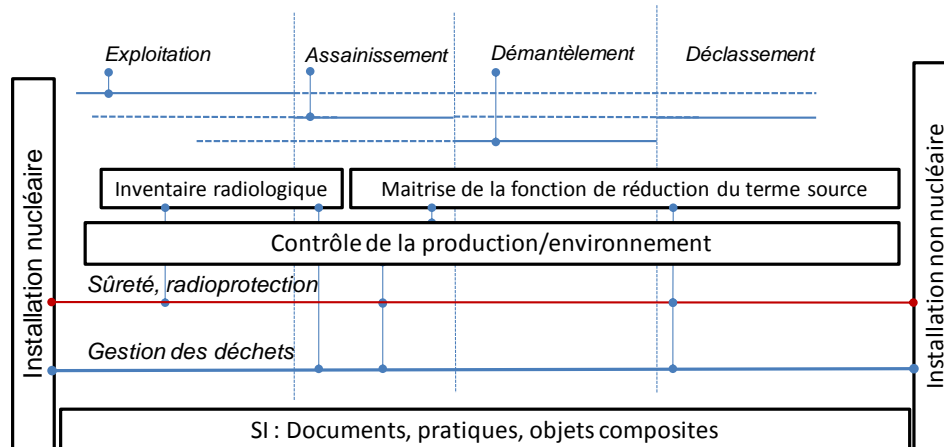 Exploitation
Assainissement
Démantèlement
Déclassement
Installation nucléaire
Installation non nucléaire
Inventaire radiologique
Maitrise de la fonction de réduction du terme source
Contrôle de la production/environnement
Sûreté, radioprotection
Gestion des déchets
SI : Documents, pratiques, objets composites